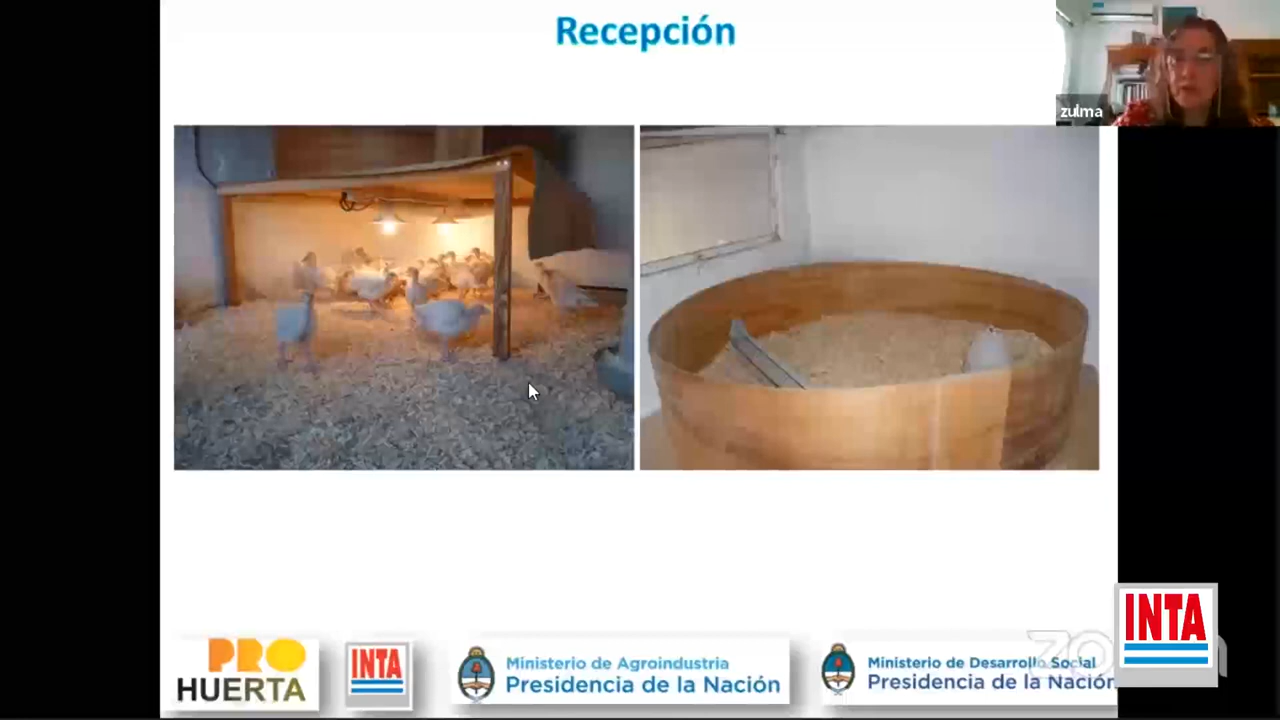 Recepción
zulma
PRO
HUERTA
INTA
Ministerio de Agroindustria
Presidencia de la Nación
Ministerio de Desarrollo Social
Presidencia de la Nación
INTA